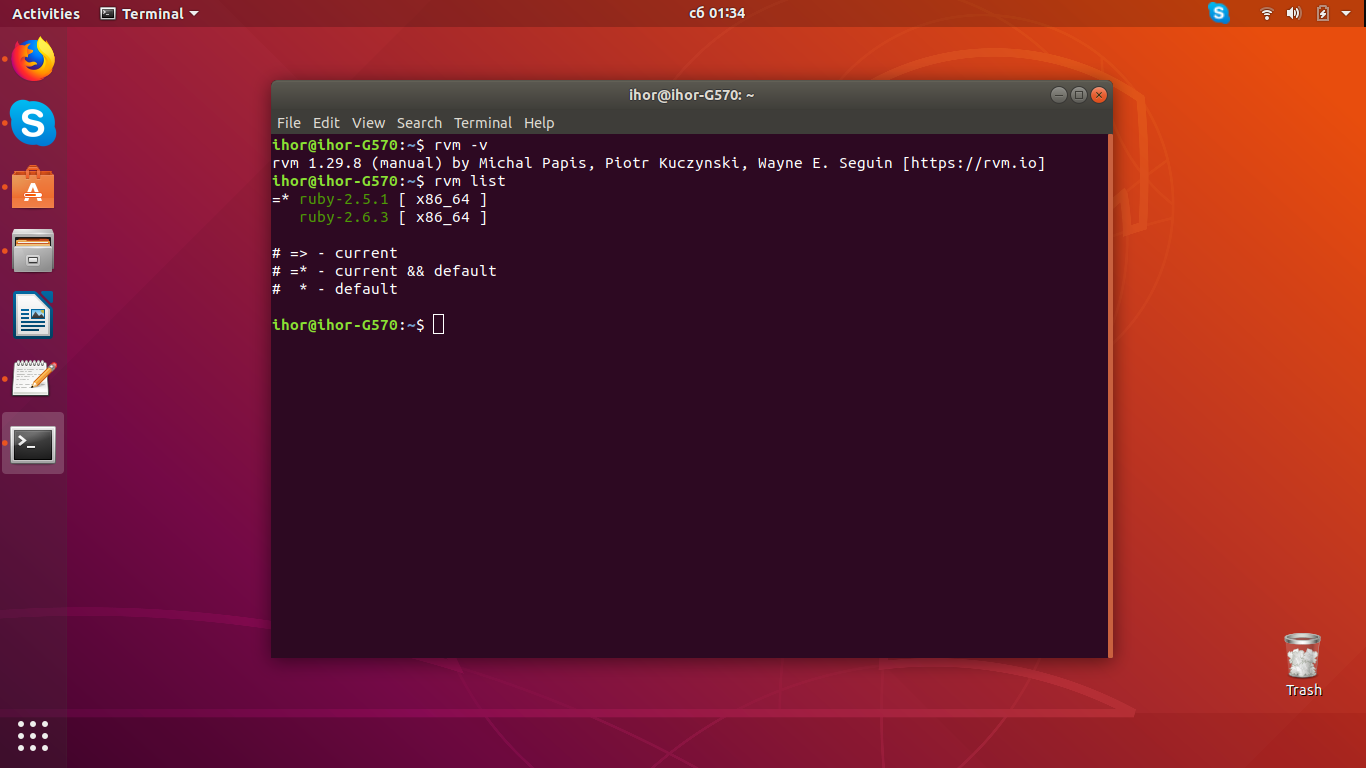 Activities Terminal сб 01:34
ihor@ihor-G570: ~
File Edit View Search Terminal Help
ihor@ihor-G570:~$ rvm -v
rvm 1.29.8 (manual) by Michal Papis, Piotr Kuczynski, Wayne E. Seguin [https://rvm.io]
ihor@ihor-G570:~$ rvm list
=* ruby-2.5.1 [ x86_64 ]
   ruby-2.6.3 [ x86_64 ]
# => - current
# =* - current && default
#  * - default
ihor@ihor-G570:~$
Trash